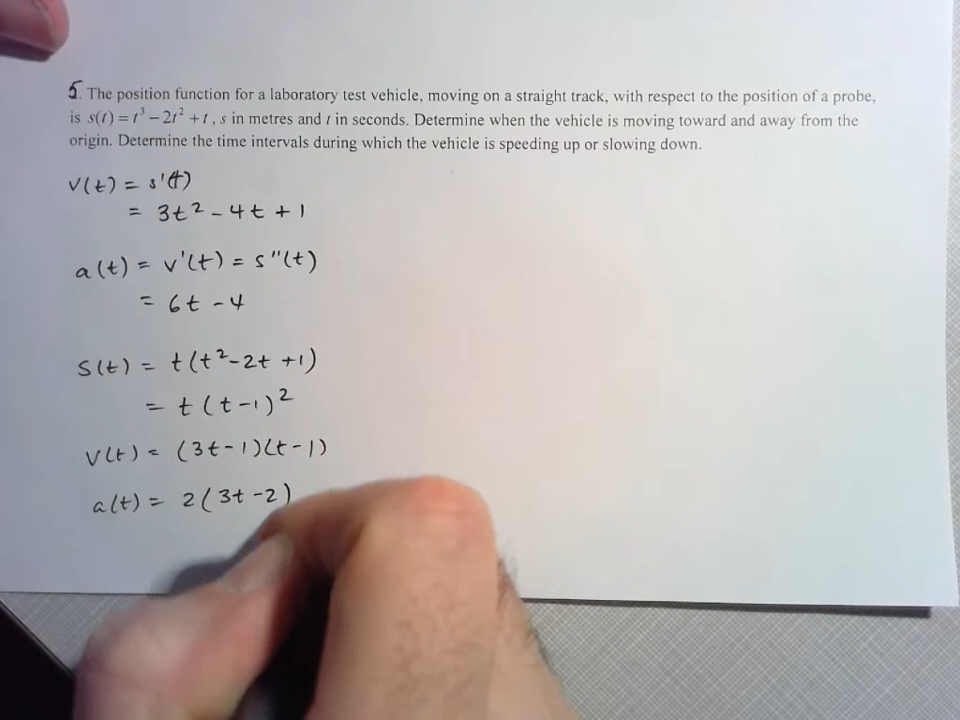 5. The position function for a laboratory test vehicle, moving on a straight track, with respect to the position of a probe,
is s(t) = t³ – 2t² + t , s in metres and t in seconds. Determine when the vehicle is moving toward and away from the
origin. Determine the time intervals during which the vehicle is speeding up or slowing down.
v(t) = s'(t)
= 3t² - 4t + 1
a(t) = v'(t) = s"(t)
= 6t - 4
s(t) = t(t² - 2t + 1)
= t(t-1)²
v(t) = (3t-1)(t-1)
a(t) = 2(3t-2)